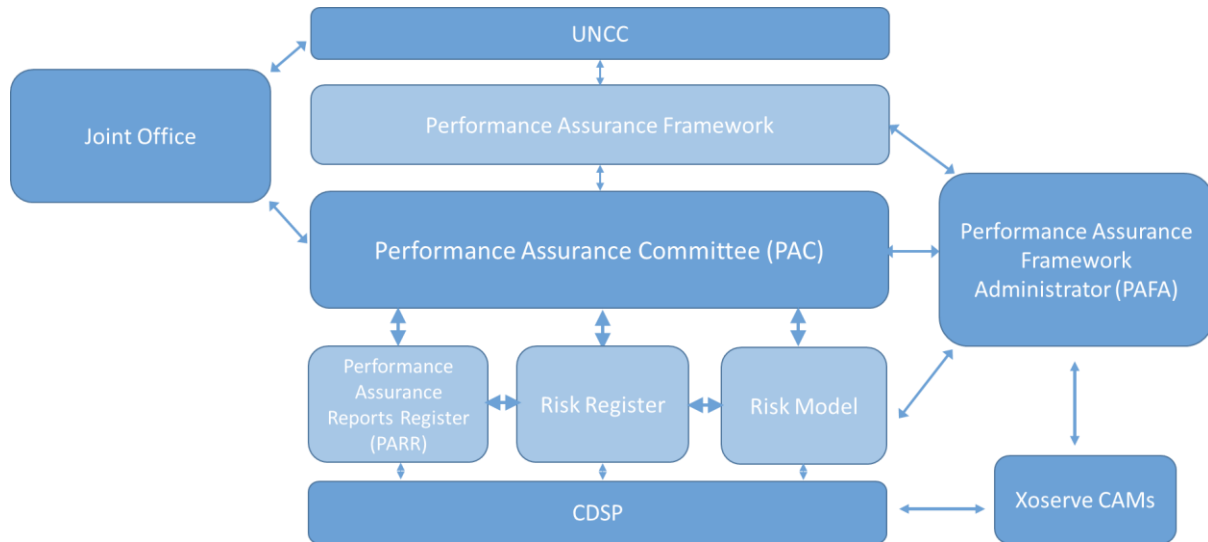 UNCC
Joint Office
Performance Assurance Framework
Performance Assurance Committee (PAC)
Performance Assurance
Framework
Administrator (PAFA)
Performance
Assurance
Reports Register
(PARR)
Risk Register
Risk Model
CDSP
Xoserve CAMs